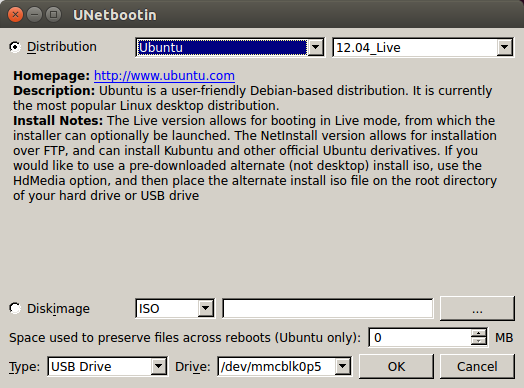 UNetbootin
Distribution Ubuntu 12.04_Live
Homepage: http://www.ubuntu.com
Description: Ubuntu is a user-friendly Debian-based distribution. It is currently
the most popular Linux desktop distribution.
Install Notes: The Live version allows for booting in Live mode, from which the
installer can optionally be launched. The NetInstall version allows for installation
over FTP, and can install Kubuntu and other official Ubuntu derivatives. If you
would like to use a pre-downloaded alternate (not desktop) install iso, use the
HdMedia option, and then place the alternate install iso file on the root directory
of your hard drive or USB drive
Diskimage ISO ...
Space used to preserve files across reboots (Ubuntu only): 0 MB
Type: USB Drive Drive: /dev/mmcblk0p5 OK Cancel